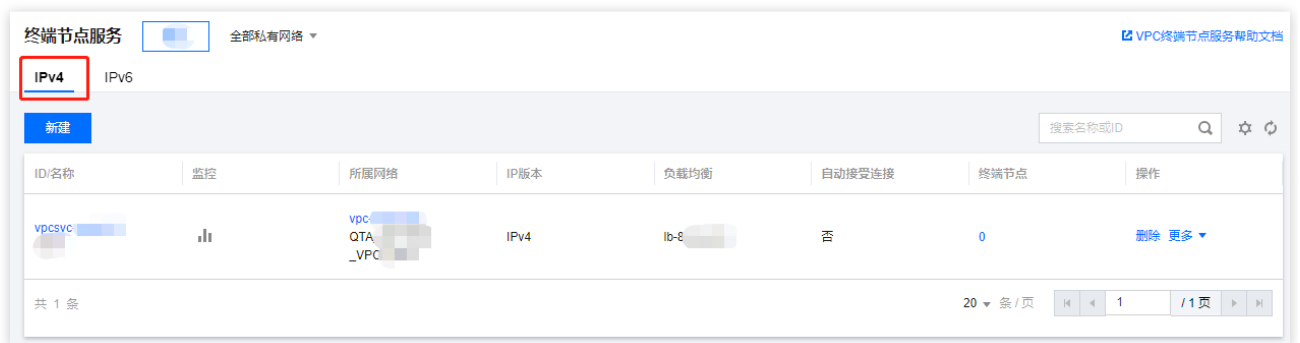 终端节点服务 全部私有网络 VPC终端节点服务帮助文档
IPv4 IPv6
新建 搜索名称或ID
ID/名称 监控 所属网络 IP版本 负载均衡 自动接受连接 终端节点 操作
vpcsvc vpc- QTA _VPC IPv4 lb-8 否 0 删除 更多
共 1 条 20 条/页 1 /1页